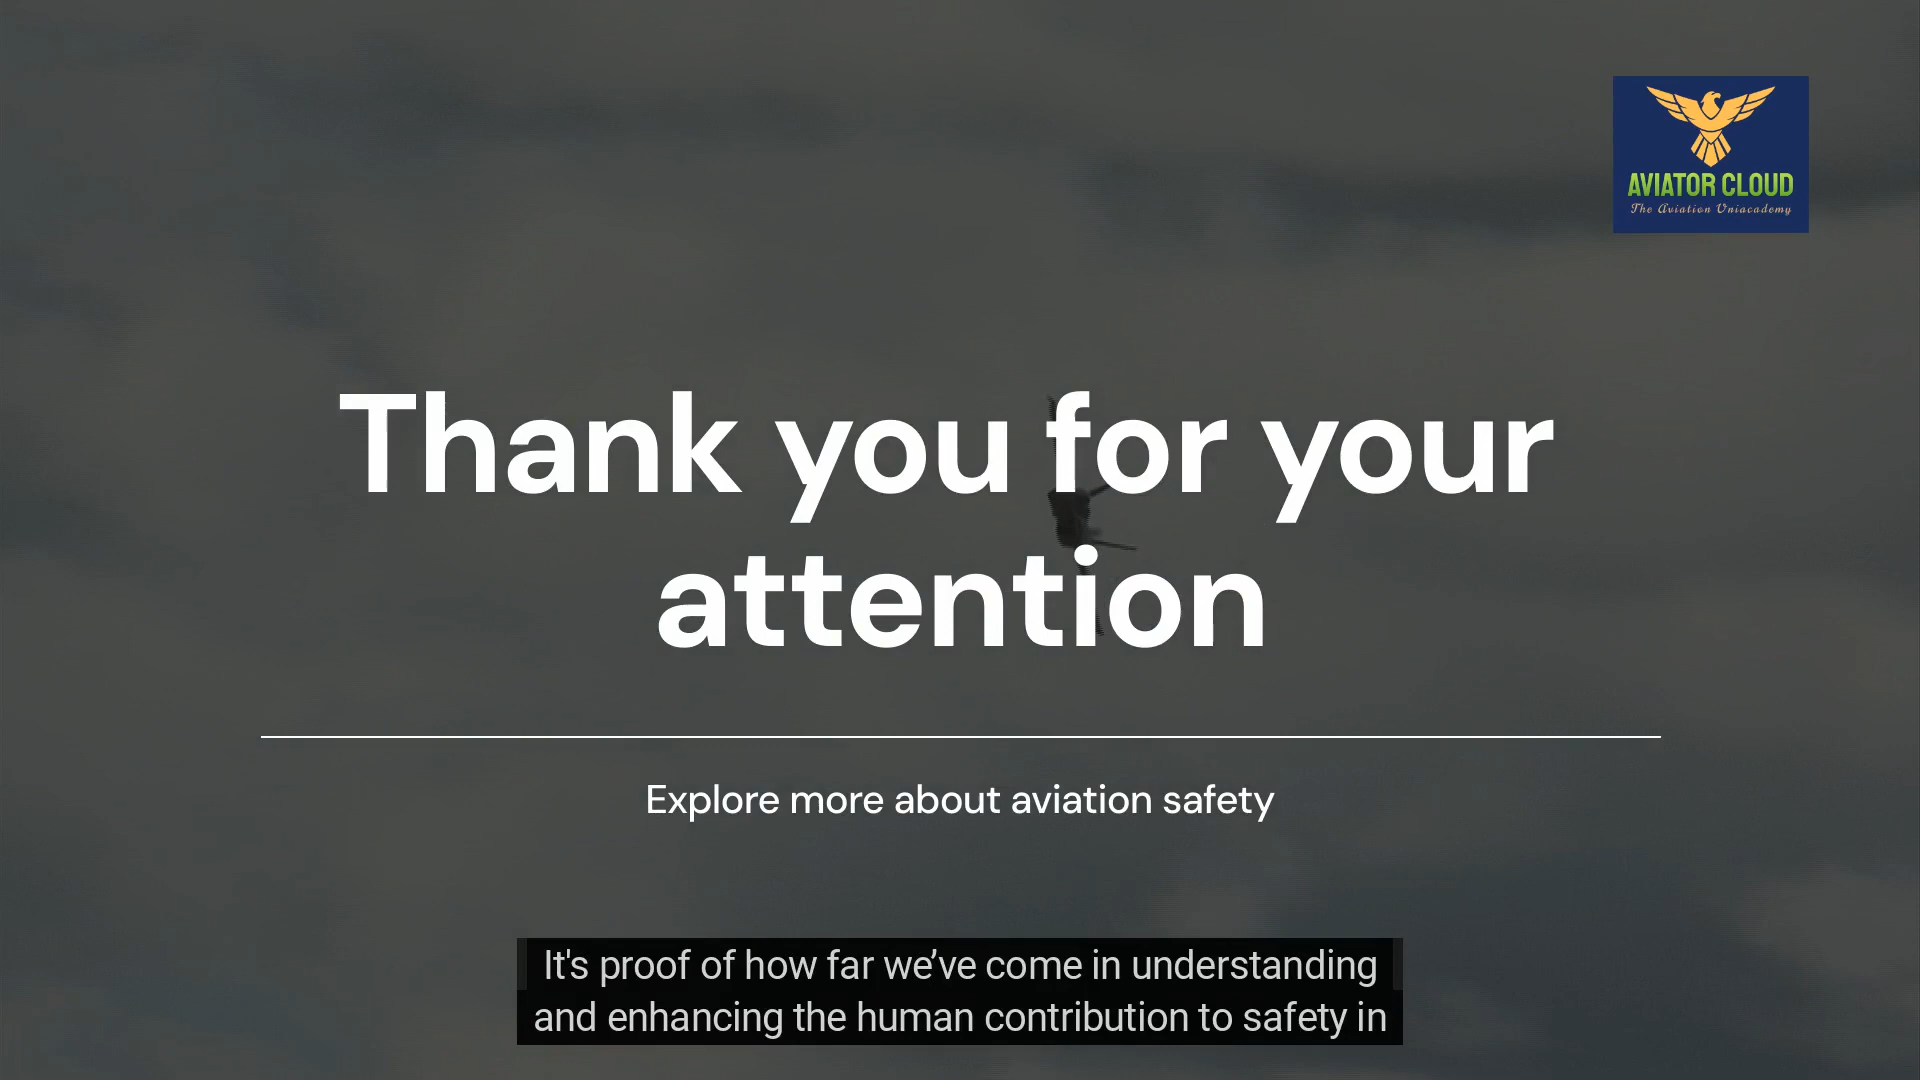 AVIATOR CLOUD
The Aviation Uniacademy
Thank you for your
attention
Explore more about aviation safety
It's proof of how far we’ve come in understanding
and enhancing the human contribution to safety in